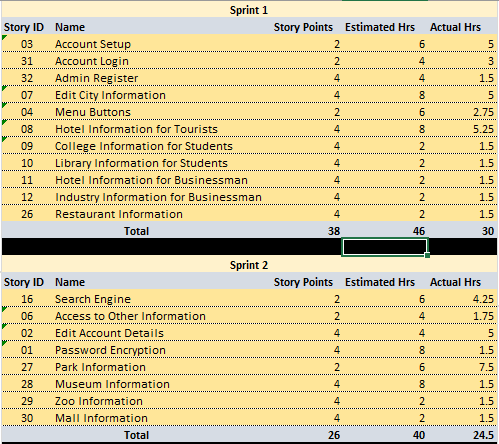 Sprint 1
Story ID Name Story Points Estimated Hrs Actual Hrs
03 Account Setup 2 6 5
31 Account Login 2 4 3
32 Admin Register 4 4 1.5
07 Edit City Information 4 8 5
04 Menu Buttons 2 6 2.75
08 Hotel Information for Tourists 4 8 5.25
09 College Information for Students 4 2 1.5
10 Library Information for Students 4 2 1.5
11 Hotel Information for Businessman 4 2 1.5
12 Industry Information for Businessman 4 2 1.5
26 Restaurant Information 4 2 1.5
Total 38 46 30
Sprint 2
Story ID Name Story Points Estimated Hrs Actual Hrs
16 Search Engine 2 6 4.25
06 Access to Other Information 2 4 1.75
02 Edit Account Details 4 4 5
01 Password Encryption 4 8 1.5
27 Park Information 2 6 7.5
28 Museum Information 4 8 1.5
29 Zoo Information 4 2 1.5
30 Mall Information 4 2 1.5
Total 26 40 24.5